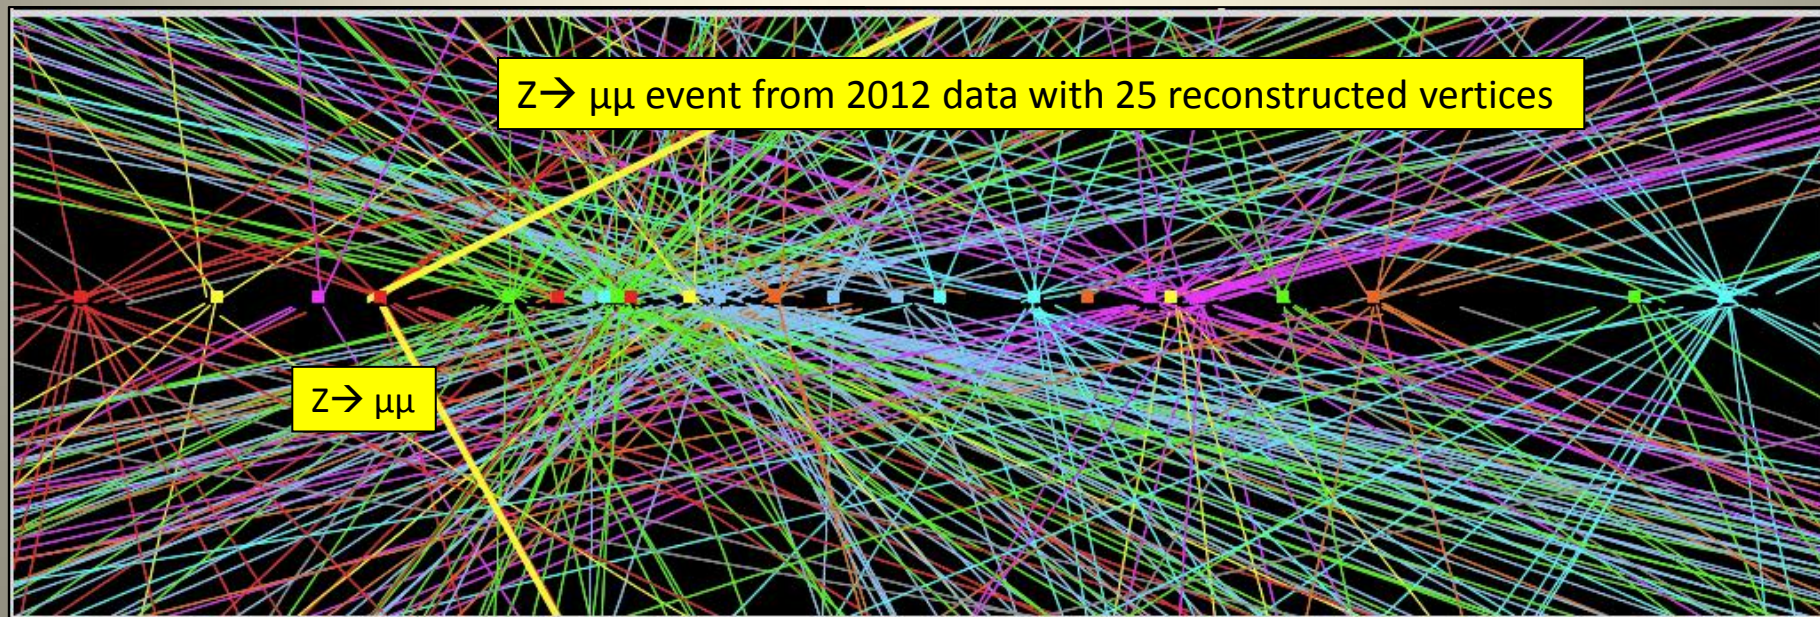 Z→ μμ event from 2012 data with 25 reconstructed vertices
Z→ μμ